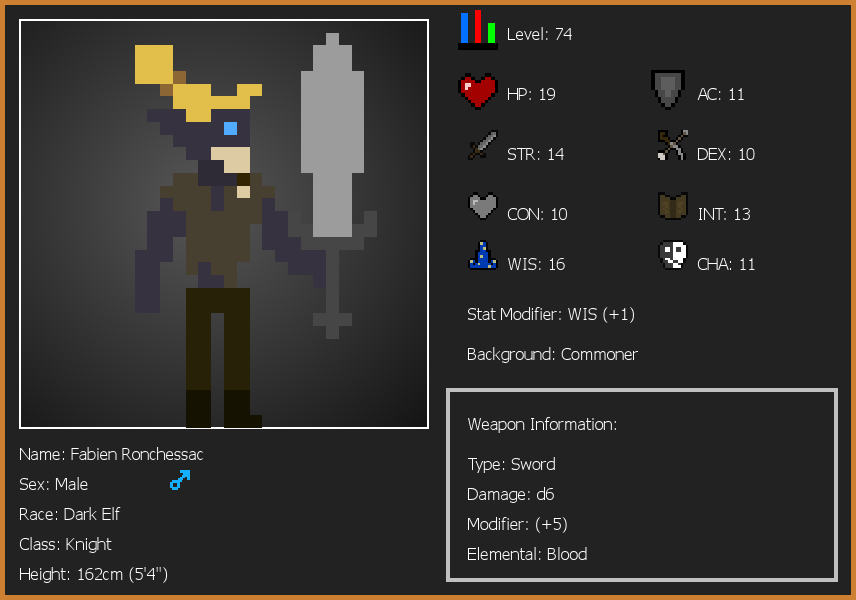 Level: 74
HP: 19
AC: 11
STR: 14
DEX: 10
CON: 10
INT: 13
WIS: 16
CHA: 11
Stat Modifier: WIS (+1)
Background: Commoner
Weapon Information:
Type: Sword
Damage: d6
Modifier: (+5)
Elemental: Blood
Name: Fabien Ronchessac
Sex: Male
Race: Dark Elf
Class: Knight
Height: 162cm (5'4")